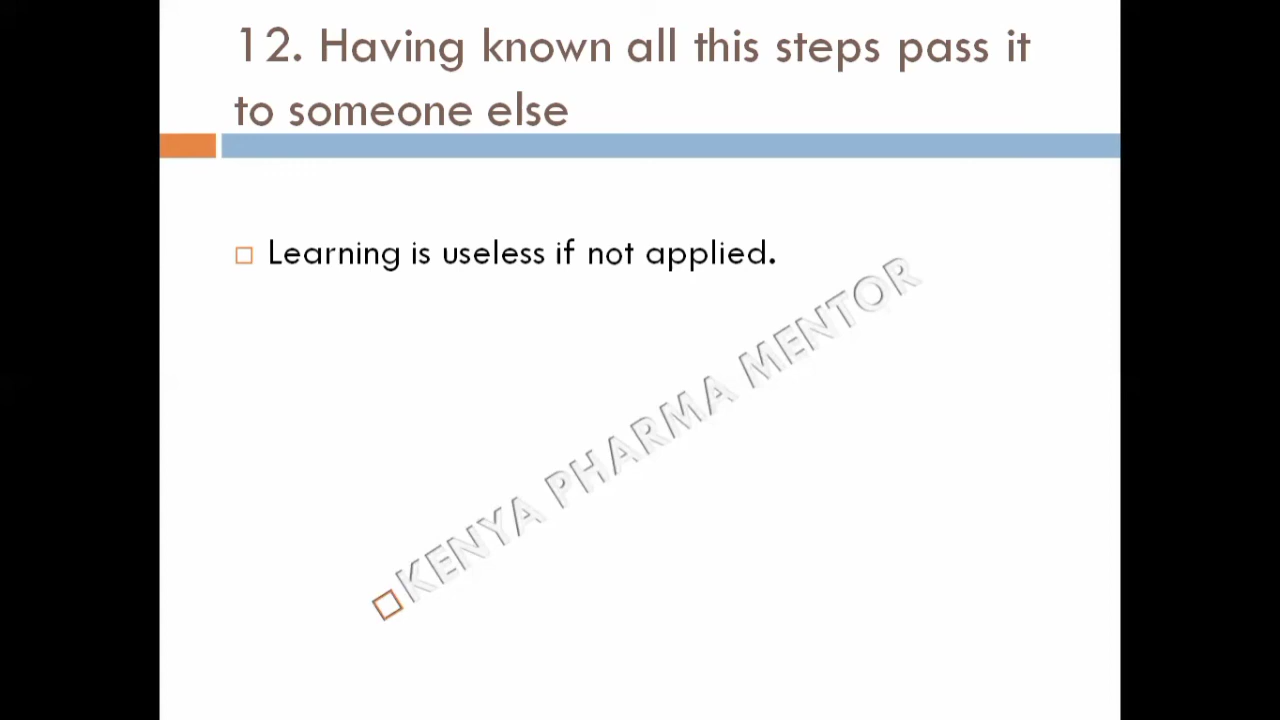 12. Having known all this steps pass it
to someone else
Learning is useless if not applied.
KENYA PHARMA MENTOR